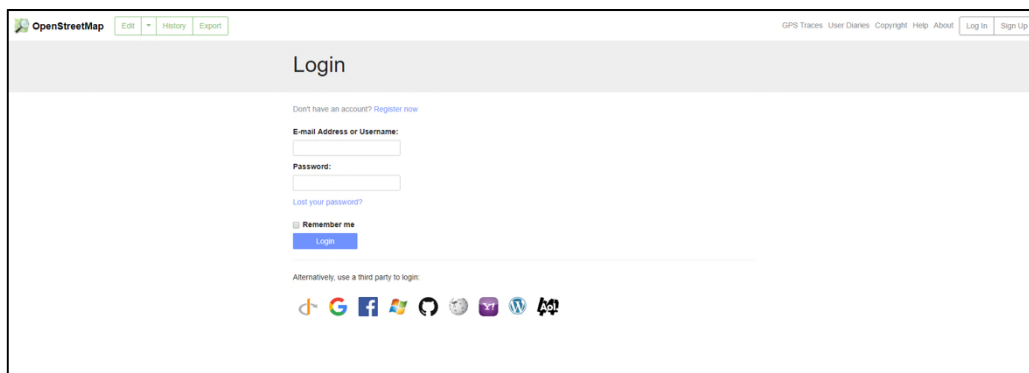 OpenStreetMap Edit History Export GPS Traces User Diaries Copyright Help About Log In Sign Up
Login
Don't have an account? Register now
E-mail Address or Username:
Password:
Lost your password?
Remember me
Login
Alternatively, use a third party to login:
Y! Aol.